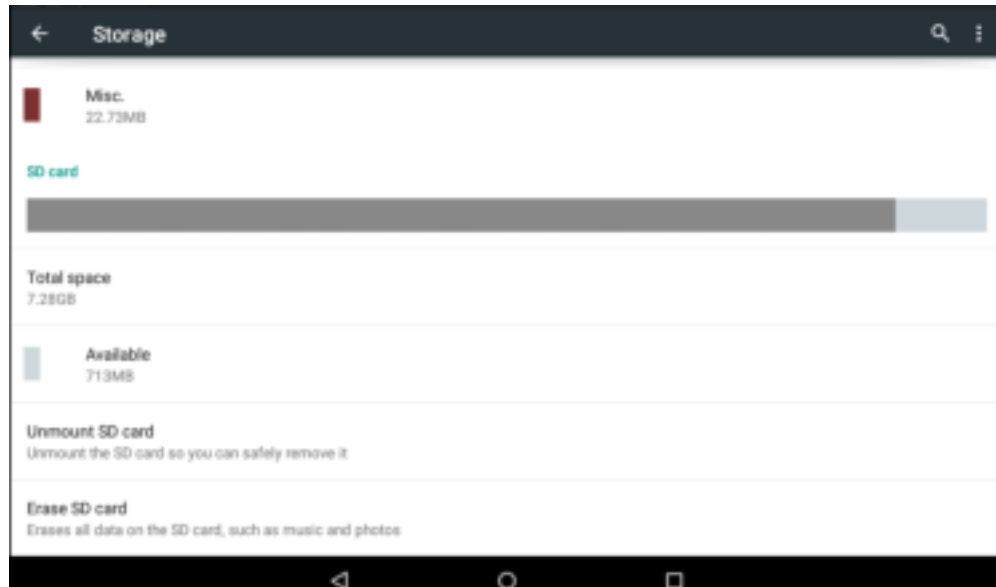 Storage
Misc.
22.73MB
SD card
Total space
7.28GB
Available
713MB
Unmount SD card
Unmount the SD card so you can safely remove it
Erase SD card
Erases all data on the SD card, such as music and photos